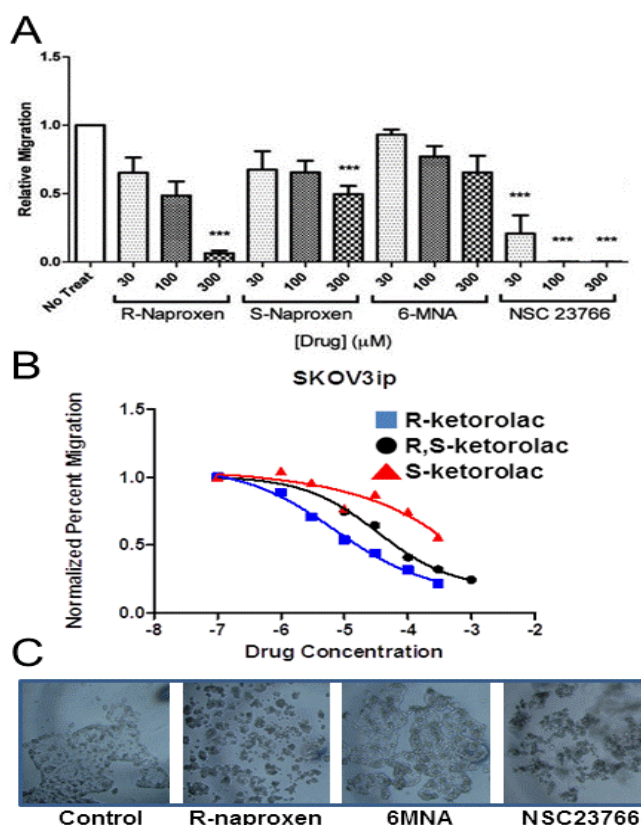 A
1.5
1.0
0.5
0.0
Relative Migration
***
***
***
***
***
No Treat
30
100
300
30
100
300
30
100
300
30
100
300
R-Naproxen
S-Naproxen
6-MNA
NSC 23766
[Drug] (μM)
B
SKOV3ip
1.5
1.0
0.5
0.0
Normalized Percent Migration
R-ketorolac
R,S-ketorolac
S-ketorolac
-8
-7
-6
-5
-4
-3
-2
Drug Concentration
C
Control
R-naproxen
6MNA
NSC23766